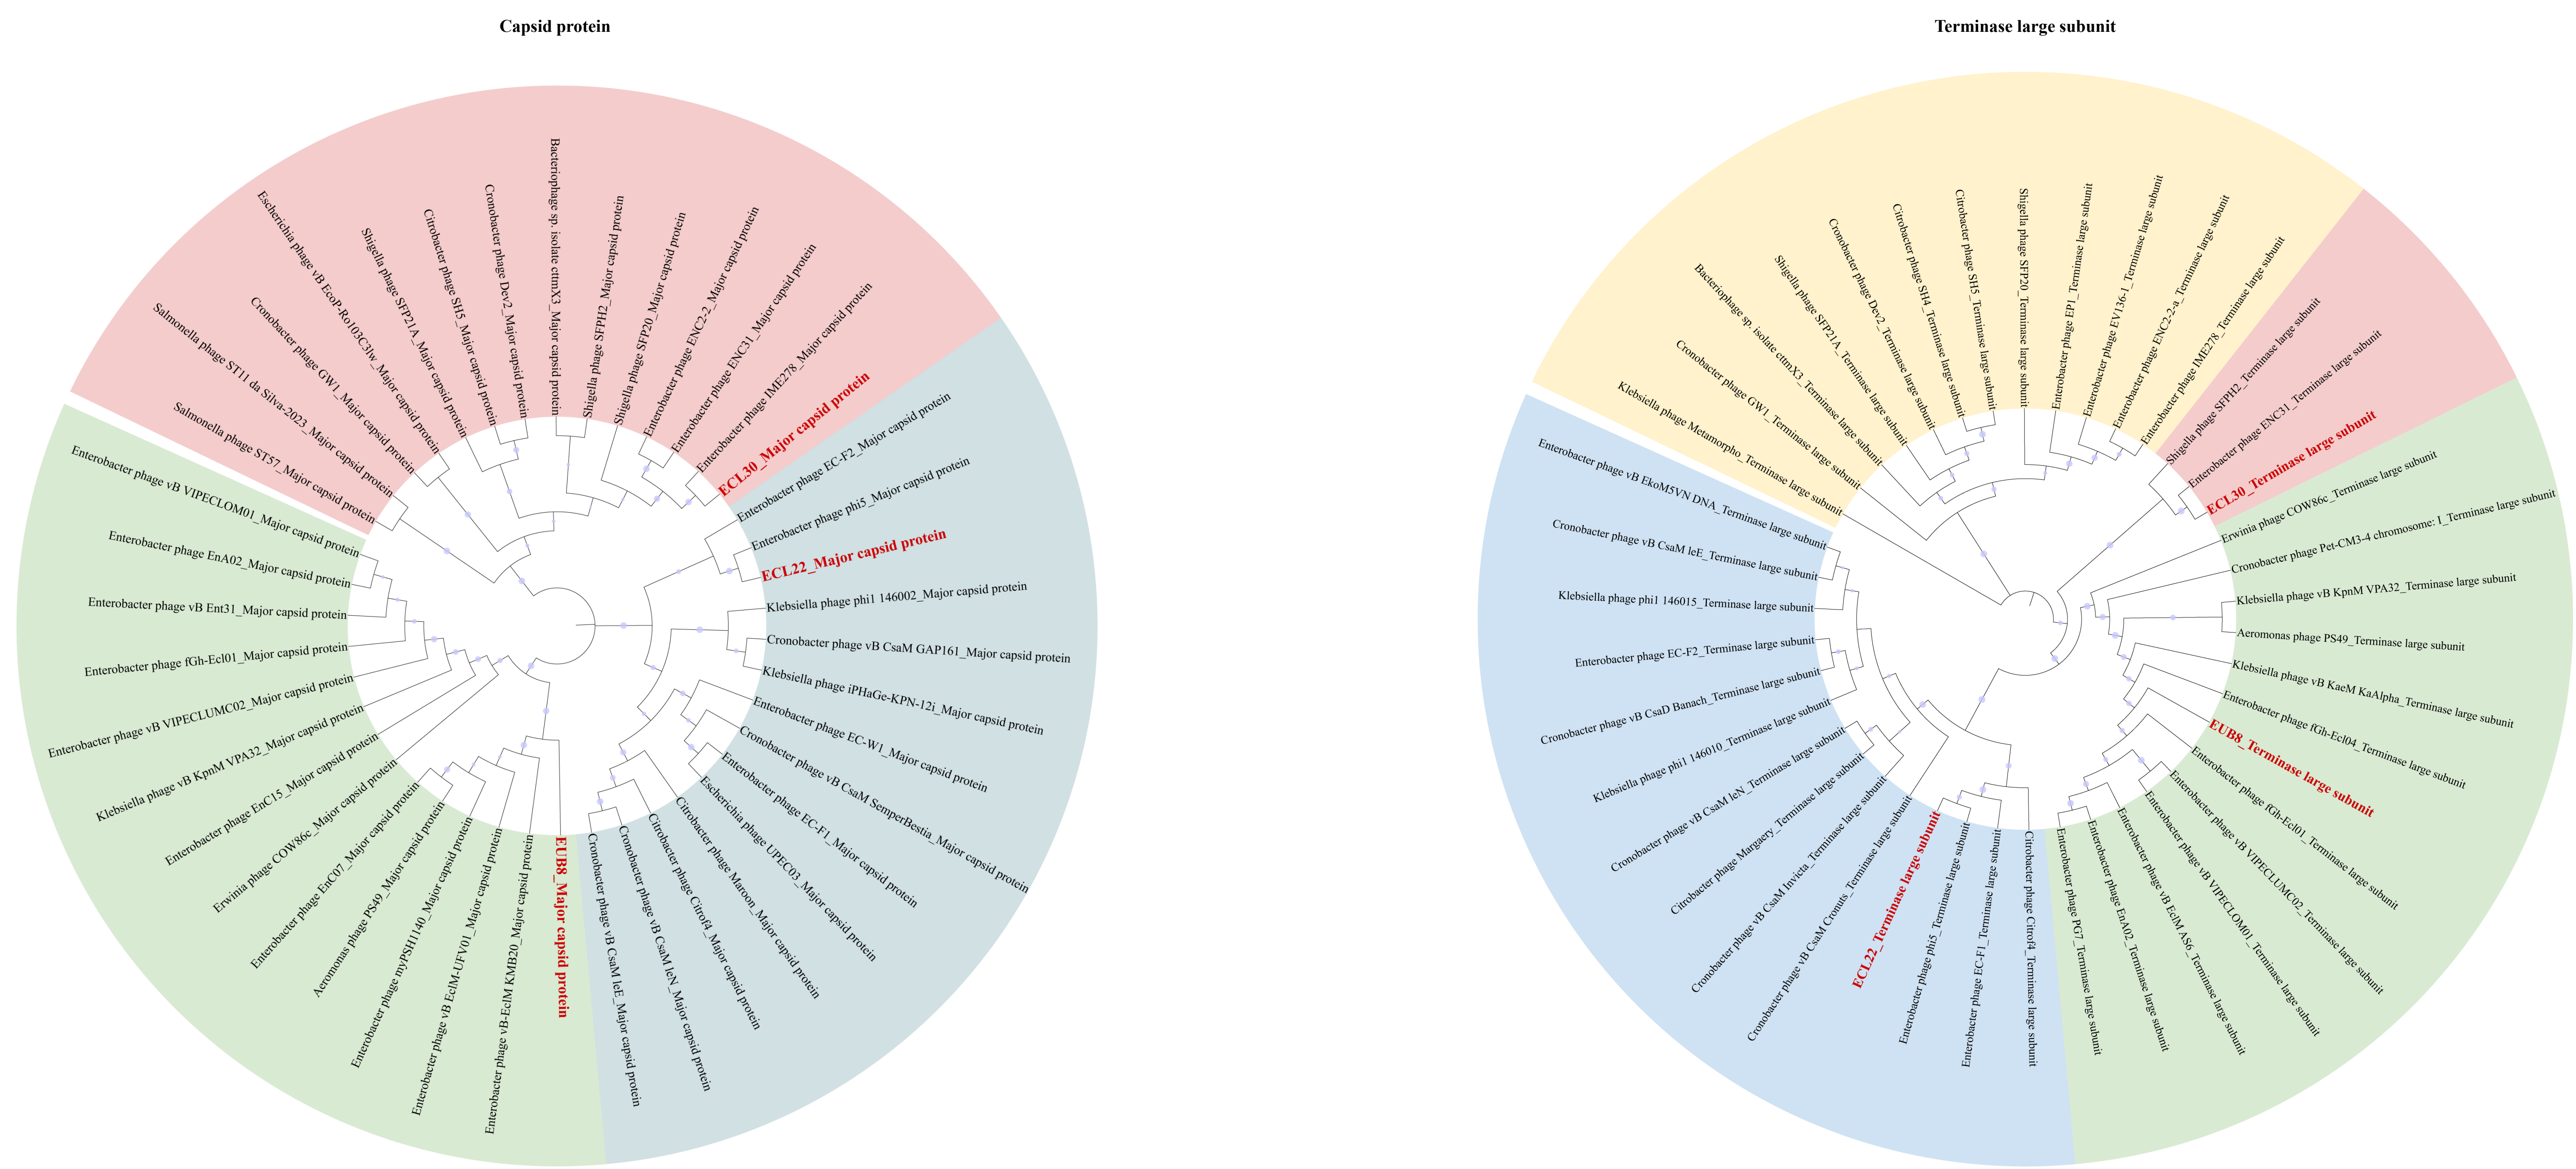 Capsid protein
Salmonella phage ST57_Major capsid protein
Salmonella phage ST11 da Silva-2023_Major capsid protein
Cronobacter phage GW1_Major capsid protein
Escherichia phage vB EcoP-Ro103C3lw_Major capsid protein
Shigella phage SFP21A_Major capsid protein
Citrobacter phage SH5_Major capsid protein
Cronobacter phage Dev2_Major capsid protein
Bacteriophage sp. isolate cttmX3_Major capsid protein
Shigella phage SFPH2_Major capsid protein
Shigella phage SFP20_Major capsid protein
Enterobacter phage ENC2-2_Major capsid protein
Enterobacter phage ENC31_Major capsid protein
Enterobacter phage IME278_Major capsid protein
ECL30_Major capsid protein
Enterobacter phage EC-F2_Major capsid protein
Enterobacter phage phi5_Major capsid protein
ECL22_Major capsid protein
Klebsiella phage phi1 146002_Major capsid protein
Cronobacter phage vB CsaM GAP161_Major capsid protein
Klebsiella phage iPHaGe-KPN-12i_Major capsid protein
Enterobacter phage EC-W1_Major capsid protein
Cronobacter phage vB CsaM SemperBestia_Major capsid protein
Enterobacter phage EC-F1_Major capsid protein
Escherichia phage UPEC03_Major capsid protein
Citrobacter phage Maroon_Major capsid protein
Citrobacter phage Citrof4_Major capsid protein
Cronobacter phage vB CsaM leN_Major capsid protein
Cronobacter phage vB CsaM leE_Major capsid protein
EUB8_Major capsid protein
Enterobacter phage vB-EclM KMB20_Major capsid protein
Enterobacter phage vB EclM-UFV01_Major capsid protein
Enterobacter phage myPSH1140_Major capsid protein
Aeromonas phage PS49_Major capsid protein
Enterobacter phage EnC07_Major capsid protein
Erwinia phage COW86c_Major capsid protein
Enterobacter phage EnC15_Major capsid protein
Klebsiella phage vB KpnM VPA32_Major capsid protein
Enterobacter phage vB VIPECLUMC02_Major capsid protein
Enterobacter phage fGh-Ecl01_Major capsid protein
Enterobacter phage vB Ent31_Major capsid protein
Enterobacter phage EnA02_Major capsid protein
Enterobacter phage vB VIPECLOM01_Major capsid protein
Terminase large subunit
Klebsiella phage Metamorpho_Terminase large subunit
Cronobacter phage GW1_Terminase large subunit
Bacteriophage sp. isolate cttmX3_Terminase large subunit
Shigella phage SFP21A_Terminase large subunit
Cronobacter phage Dev2_Terminase large subunit
Citrobacter phage SH4_Terminase large subunit
Citrobacter phage SH5_Terminase large subunit
Shigella phage SFP20_Terminase large subunit
Enterobacter phage EP1_Terminase large subunit
Enterobacter phage EV136-1_Terminase large subunit
Enterobacter phage ENC2-2-a_Terminase large subunit
Enterobacter phage IME278_Terminase large subunit
Shigella phage SFPH2_Terminase large subunit
Enterobacter phage ENC31_Terminase large subunit
ECL30_Terminase large subunit
Erwinia phage COW86c_Terminase large subunit
Cronobacter phage Pet-CM3-4 chromosome: I_Terminase large subunit
Klebsiella phage vB KpnM VPA32_Terminase large subunit
Aeromonas phage PS49_Terminase large subunit
Klebsiella phage vB KaeM KaAlpha_Terminase large subunit
Enterobacter phage fGh-Ecl04_Terminase large subunit
EUB8_Terminase large subunit
Enterobacter phage fGh-Ecl01_Terminase large subunit
Enterobacter phage vB VIPECLUMC02_Terminase large subunit
Enterobacter phage vB VIPECLOM01_Terminase large subunit
Enterobacter phage vB EclM AS6_Terminase large subunit
Enterobacter phage EnA02_Terminase large subunit
Enterobacter phage PG7_Terminase large subunit
Citrobacter phage Citrof4_Terminase large subunit
Enterobacter phage EC-F1_Terminase large subunit
Enterobacter phage phi5_Terminase large subunit
ECL22_Terminase large subunit
Cronobacter phage vB CsaM Cronuts_Terminase large subunit
Cronobacter phage vB CsaM Invicta_Terminase large subunit
Citrobacter phage Margaery_Terminase large subunit
Cronobacter phage vB CsaM leN_Terminase large subunit
Klebsiella phage phi1 146010_Terminase large subunit
Cronobacter phage vB CsaD Banach_Terminase large subunit
Enterobacter phage EC-F2_Terminase large subunit
Klebsiella phage phi1 146015_Terminase large subunit
Cronobacter phage vB CsaM leE_Terminase large subunit
Enterobacter phage vB EkoM5VN DNA_Terminase large subunit